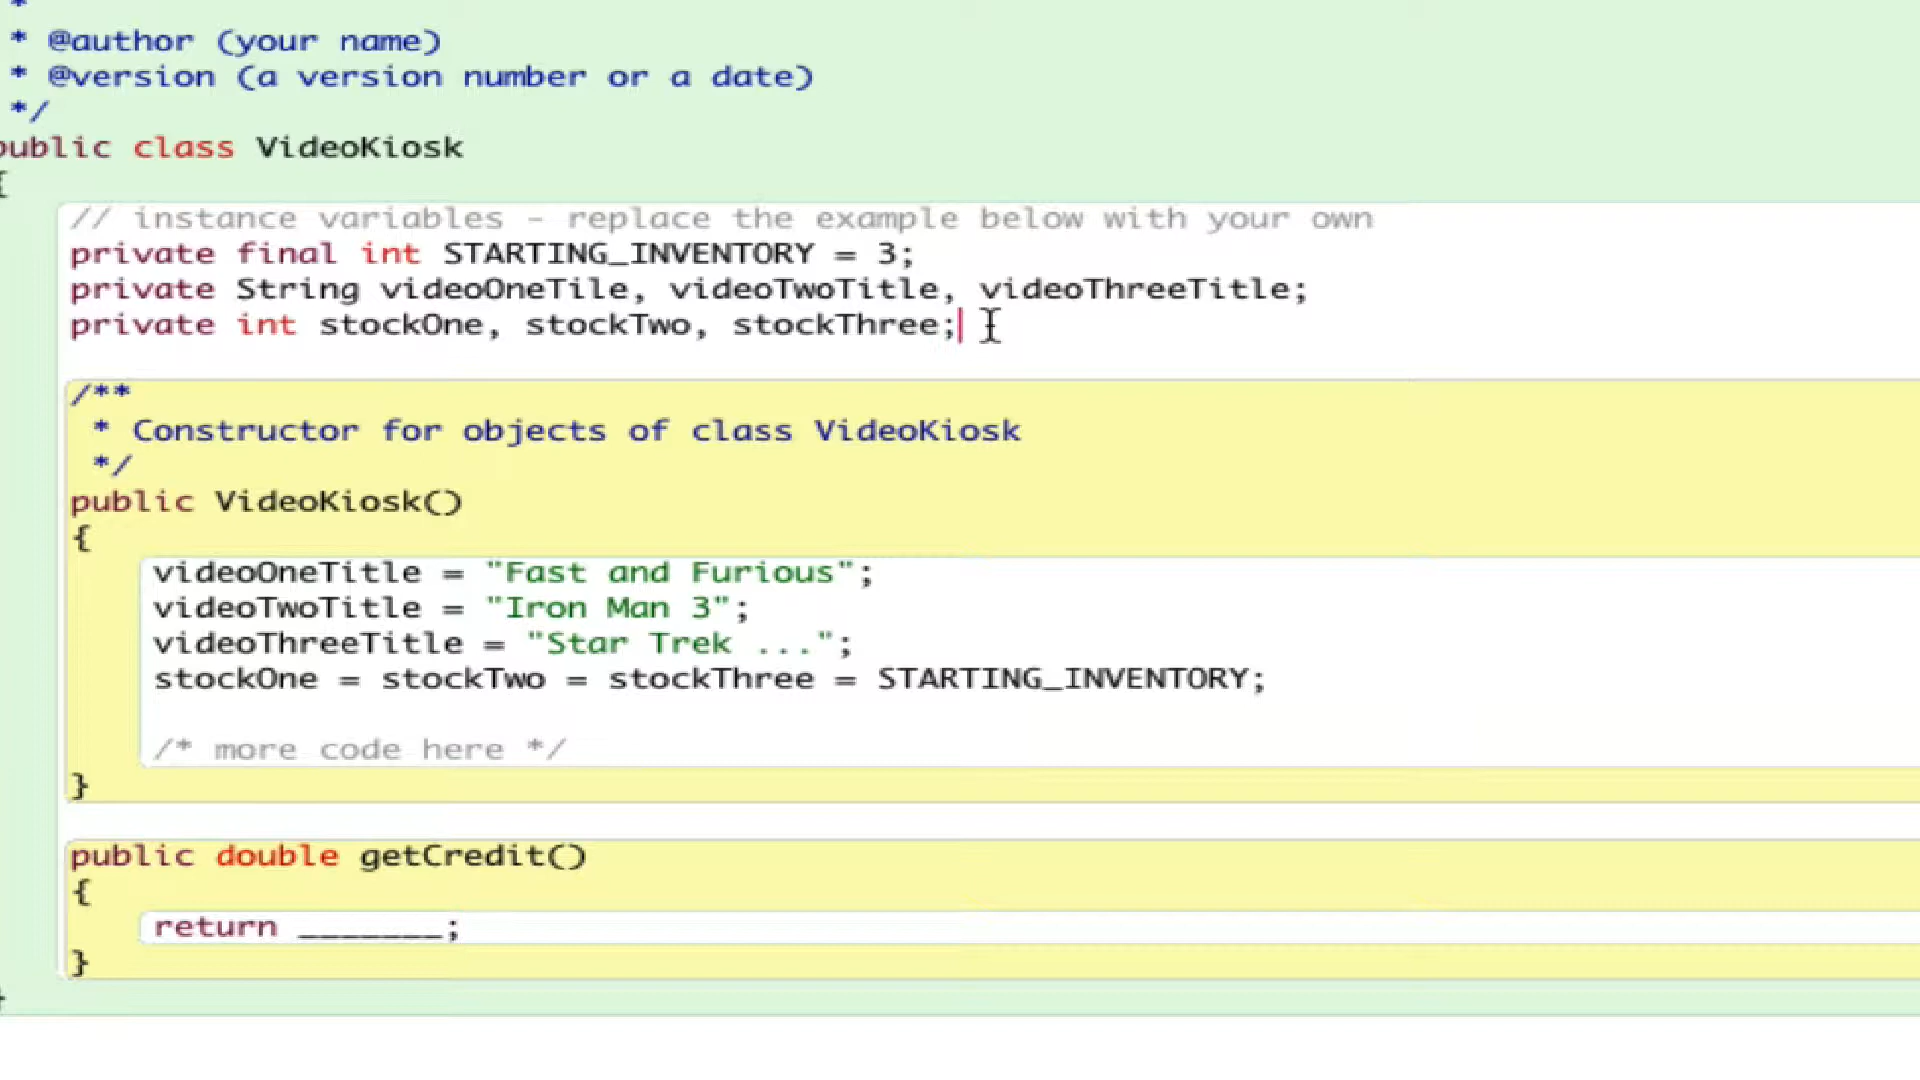 *
* @author (your name)
* @version (a version number or a date)
*/
public class VideoKiosk
{
// instance variables - replace the example below with your own
private final int STARTING_INVENTORY = 3;
private String videoOneTile, videoTwoTitle, videoThreeTitle;
private int stockOne, stockTwo, stockThree;
/**
* Constructor for objects of class VideoKiosk
*/
public VideoKiosk()
{
videoOneTitle = "Fast and Furious";
videoTwoTitle = "Iron Man 3";
videoThreeTitle = "Star Trek ...";
stockOne = stockTwo = stockThree = STARTING_INVENTORY;
/* more code here */
}
public double getCredit()
{
return _______;
}
}